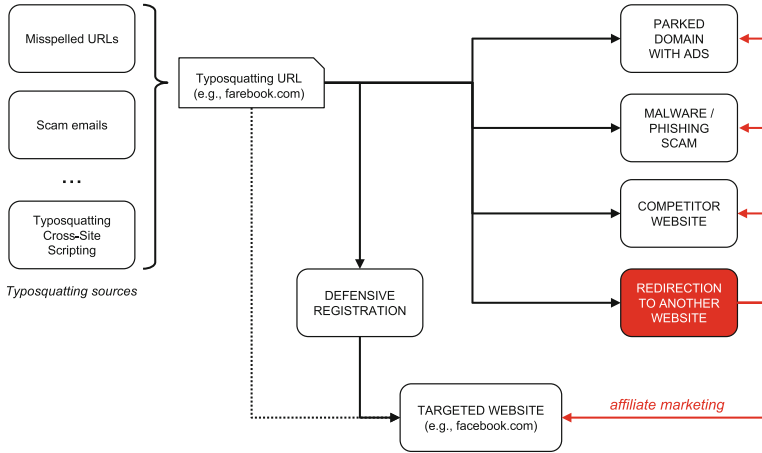 Misspelled URLs
Scam emails
...
Typosquatting
Cross-Site
Scripting
Typosquatting sources
Typosquatting URL
(e.g., farebook.com)
DEFENSIVE
REGISTRATION
TARGETED WEBSITE
(e.g., facebook.com)
PARKED
DOMAIN
WITH ADS
MALWARE /
PHISHING
SCAM
COMPETITOR
WEBSITE
REDIRECTION
TO ANOTHER
WEBSITE
affiliate marketing